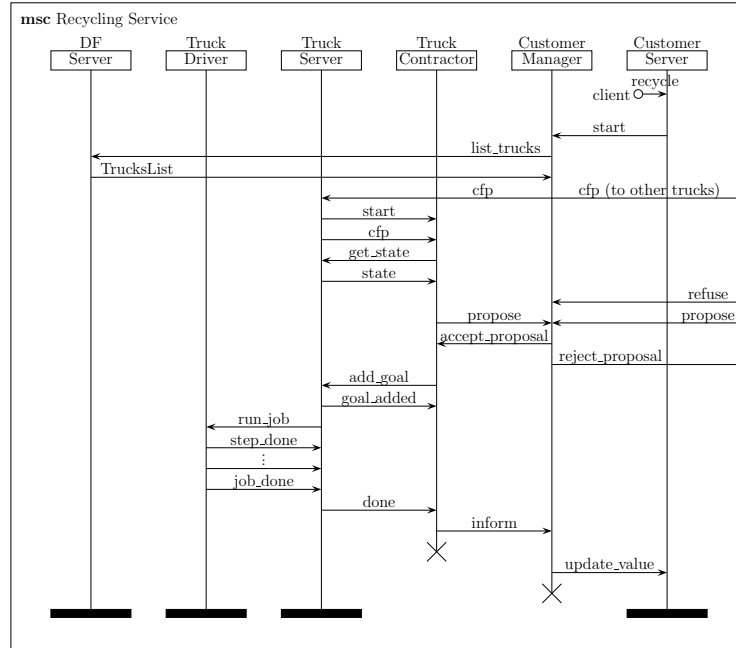 msc Recycling Service
DF Truck Truck Truck Customer Customer
Server Driver Server Contractor Manager Server
recycle
client
start
list_trucks
TrucksList
cfp cfp (to other trucks)
start
cfp
get_state
state
refuse
propose propose
accept_proposal
reject_proposal
add_goal
goal_added
run_job
step_done
⋮
job_done
done
inform
update_value